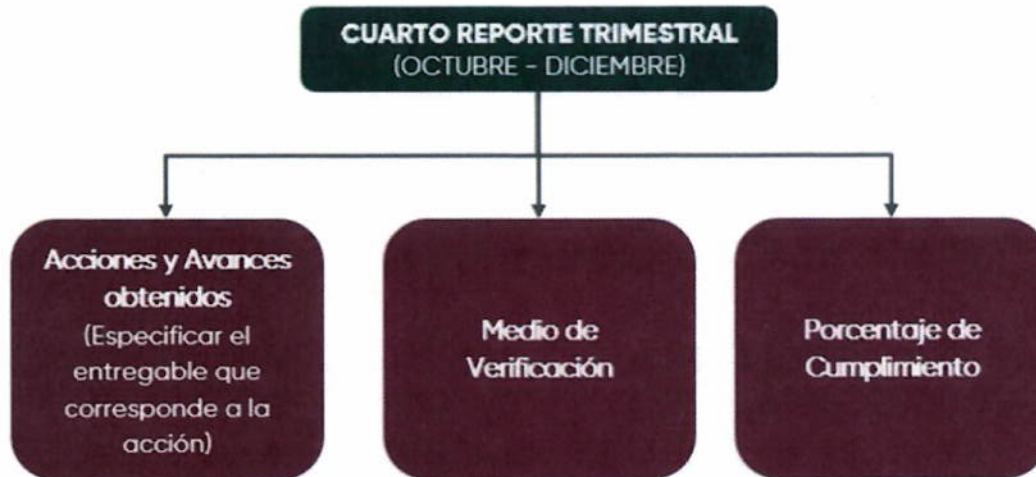 CUARTO REPORTE TRIMESTRAL
(OCTUBRE - DICIEMBRE)
Acciones y Avances
obtenidos
(Especificar el
entregable que
corresponde a la
acción)
Medio de
Verificación
Porcentaje de
Cumplimiento